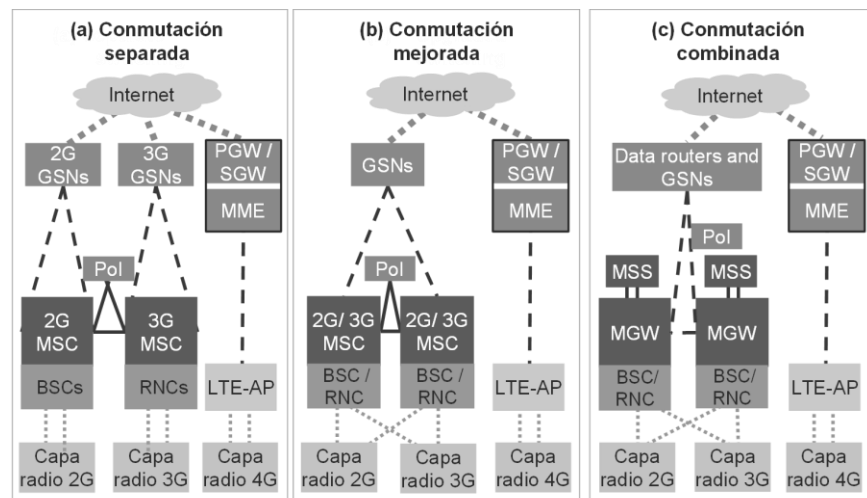 (a) Conmutación
separada
Internet
2G
GSNs
3G
GSNs
PGW /
SGW
MME
PoI
2G
MSC
3G
MSC
BSCs
RNCs
LTE-AP
Capa
radio 2G
Capa
radio 3G
Capa
radio 4G
(b) Conmutación
mejorada
Internet
GSNs
PGW /
SGW
MME
PoI
2G/ 3G
MSC
2G/ 3G
MSC
BSC /
RNC
BSC /
RNC
LTE-AP
Capa
radio 2G
Capa
radio 3G
Capa
radio 4G
(c) Conmutación
combinada
Internet
Data routers and
GSNs
PGW /
SGW
MME
PoI
MSS
MSS
MGW
MGW
BSC/
RNC
BSC/
RNC
LTE-AP
Capa
radio 2G
Capa
radio 3G
Capa
radio 4G